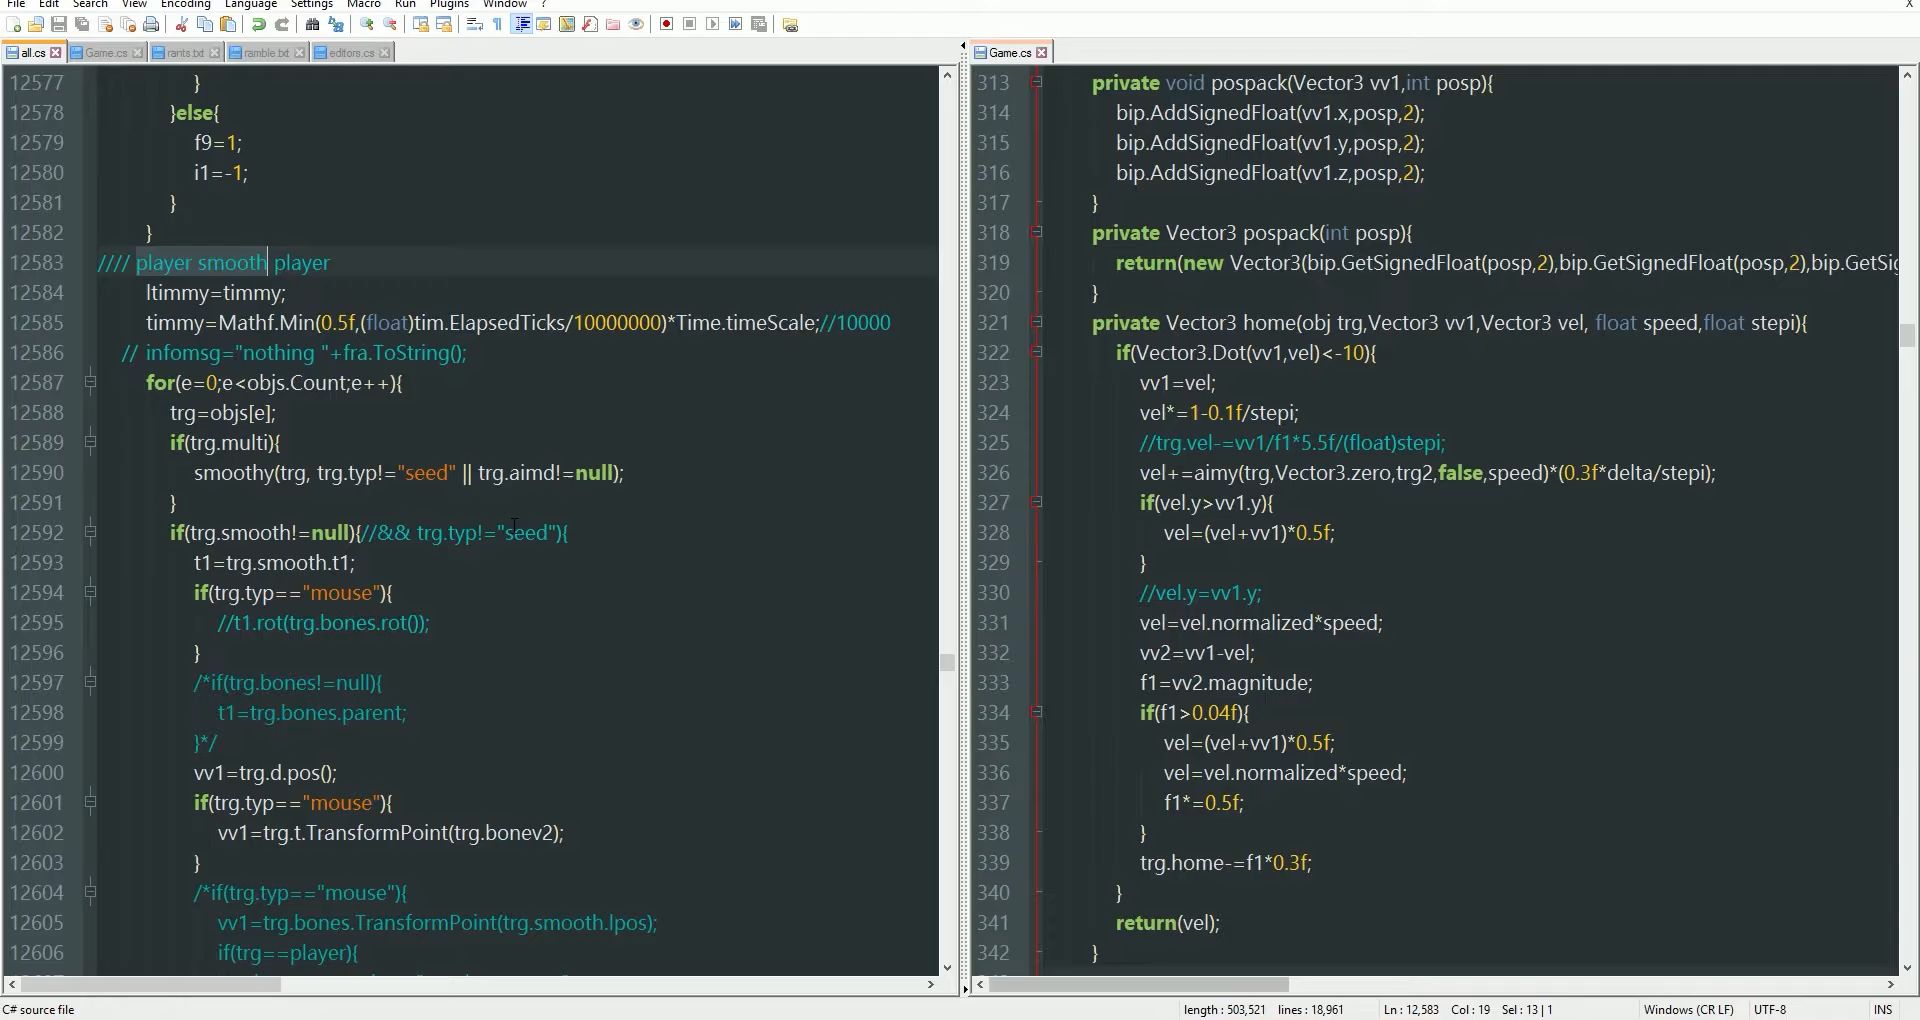 File Edit Search View Encoding Language Settings Macro Run Plugins Window ? X
all.cs Game.cs rants.txt ramble.txt editors.cs
12577 }
12578 }else{
12579 f9=1;
12580 i1=-1;
12581 }
12582 }
12583 //// player smooth player
12584 ltimmy=timmy;
12585 timmy=Mathf.Min(0.5f,(float)tim.ElapsedTicks/10000000)*Time.timeScale;//10000
12586 // infomsg="nothing "+fra.ToString();
12587 for(e=0;e<objs.Count;e++){
12588 trg=objs[e];
12589 if(trg.multi){
12590 smoothy(trg, trg.typ!="seed" || trg.aimd!=null);
12591 }
12592 if(trg.smooth!=null){//&& trg.typ!="seed"){
12593 t1=trg.smooth.t1;
12594 if(trg.typ=="mouse"){
12595 //t1.rot(trg.bones.rot());
12596 }
12597 /*if(trg.bones!=null){
12598 t1=trg.bones.parent;
12599 }*/
12600 vv1=trg.d.pos();
12601 if(trg.typ=="mouse"){
12602 vv1=trg.t.TransformPoint(trg.bonev2);
12603 }
12604 /*if(trg.typ=="mouse"){
12605 vv1=trg.bones.TransformPoint(trg.smooth.lpos);
12606 if(trg==player){
Game.cs
313 private void pospack(Vector3 vv1,int posp){
314 bip.AddSignedFloat(vv1.x,posp,2);
315 bip.AddSignedFloat(vv1.y,posp,2);
316 bip.AddSignedFloat(vv1.z,posp,2);
317 }
318 private Vector3 pospack(int posp){
319 return(new Vector3(bip.GetSignedFloat(posp,2),bip.GetSignedFloat(posp,2),bip.GetSig
320 }
321 private Vector3 home(obj trg,Vector3 vv1,Vector3 vel, float speed,float stepi){
322 if(Vector3.Dot(vv1,vel)<-10){
323 vv1=vel;
324 vel*=1-0.1f/stepi;
325 //trg.vel-=vv1/f1*5.5f/(float)stepi;
326 vel+=aimy(trg,Vector3.zero,trg2,false,speed)*(0.3f*delta/stepi);
327 if(vel.y>vv1.y){
328 vel=(vel+vv1)*0.5f;
329 }
330 //vel.y=vv1.y;
331 vel=vel.normalized*speed;
332 vv2=vv1-vel;
333 f1=vv2.magnitude;
334 if(f1>0.04f){
335 vel=(vel+vv1)*0.5f;
336 vel=vel.normalized*speed;
337 f1*=0.5f;
338 }
339 trg.home-=f1*0.3f;
340 }
341 return(vel);
342 }
C# source file length : 503,521 lines : 18,961 Ln : 12,583 Col : 19 Sel : 13 | 1 Windows (CR LF) UTF-8 INS